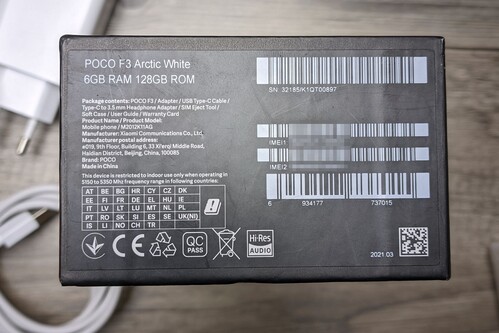 POCO F3 Arctic White
6GB RAM 128GB ROM
SN: 32185/K1QT00897
Package contents: POCO F3 / Adapter / USB Type-C Cable /
Type-C to 3.5 mm Headphone Adapter / SIM Eject Tool /
Soft Case / User Guide / Warranty Card
Product Name / Product Model:
Mobile phone / M2012K11AG
Manufacturer: Xiaomi Communications Co., Ltd.
Manufacturer postal address:
#019, 9th Floor, Building 6, 33 Xi'erqi Middle Road,
Haidian District, Beijing, China, 100085
Brand: POCO
Made in China
IMEI1
IMEI2
6 934177 737015
This device is restricted to indoor use only when operating in
5150 to 5350 MHz frequency range in following countries:
AT BE BG HR CY CZ DK
EE FI FR DE EL HU IE
IT LV LT LU MT NL PL
PT RO SK SI ES SE UK(NI)
IS LI NO CH TR
CE
QC
PASS
Hi-Res
AUDIO
2021.03